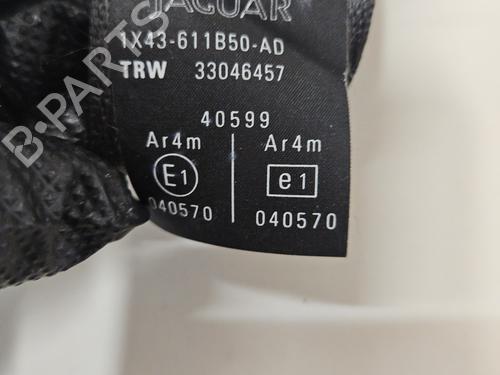 JAGUAR
1X43-611B50-AD
TRW 33046457
40599
Ar4m Ar4m
E1 e1
040570 040570
B-PARTS